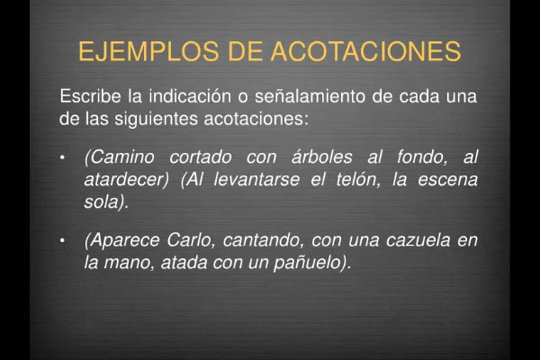 EJEMPLOS DE ACOTACIONES
Escribe la indicación o señalamiento de cada una
de las siguientes acotaciones:
• (Camino cortado con árboles al fondo, al
atardecer) (Al levantarse el telón, la escena
sola).
• (Aparece Carlo, cantando, con una cazuela en
la mano, atada con un pañuelo).